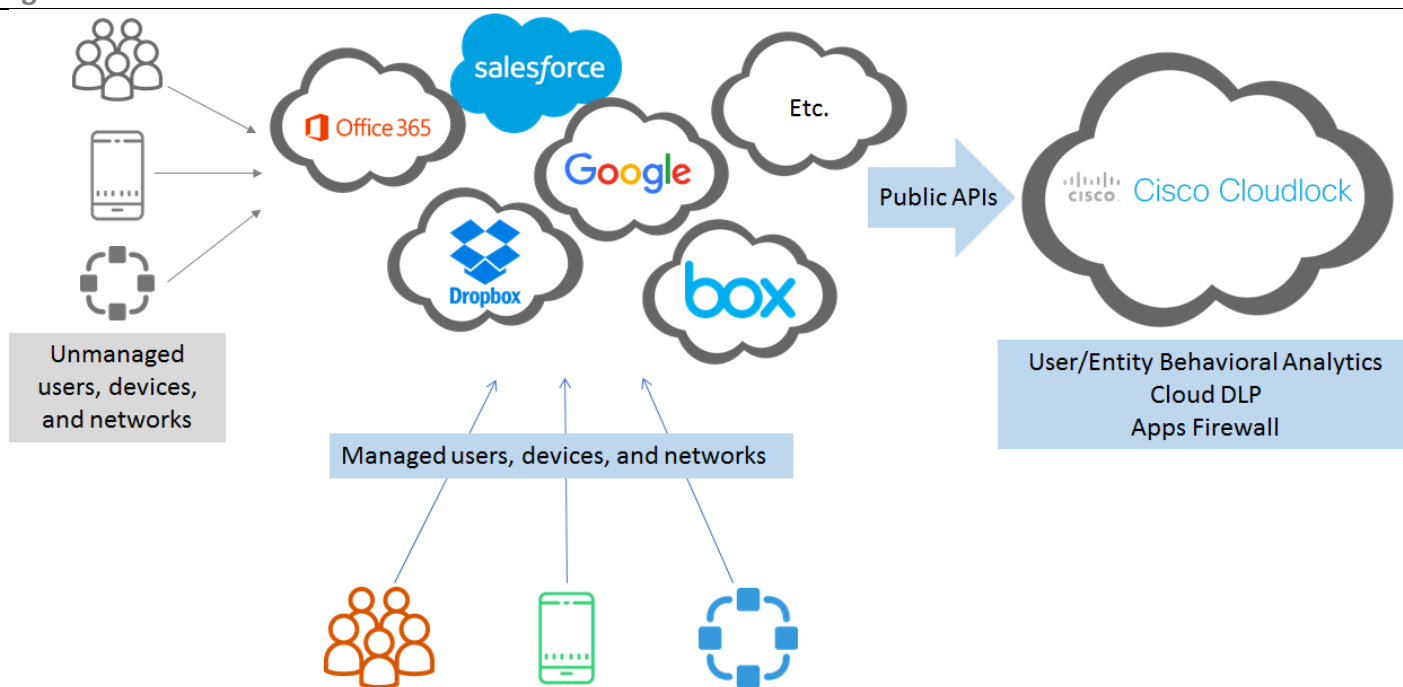 salesforce
Office 365
Etc.
Google
Public APIs
CISCO
Cisco Cloudlock
Dropbox
box
Unmanaged
users, devices,
and networks
User/Entity Behavioral Analytics
Cloud DLP
Apps Firewall
Managed users, devices, and networks